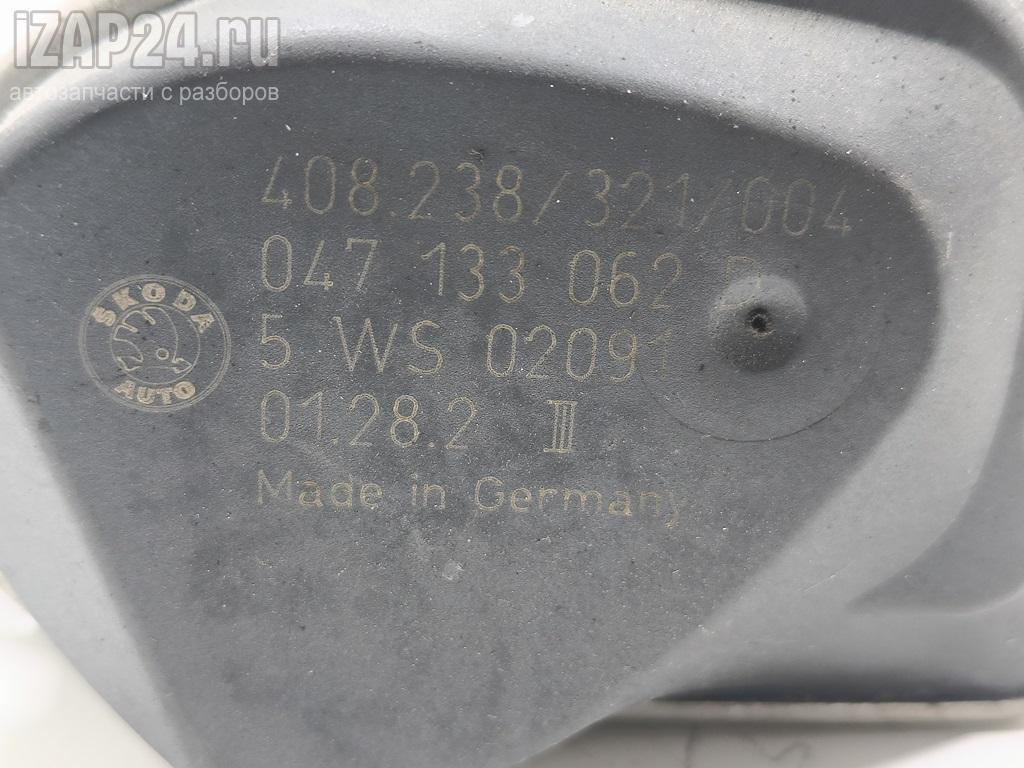 iZAP24.ru
автозапчасти с разборов
408.238/321/004
047 133 062 D
5 WS 02091
01.28.2 III
Made in Germany
SKODA
AUTO